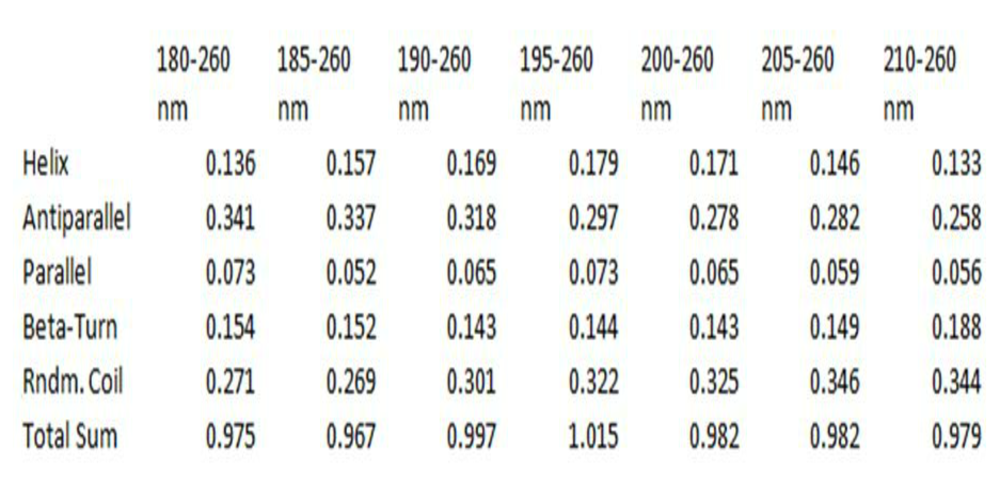 180-260 185-260 190-260 195-260 200-260 205-260 210-260
nm nm nm nm nm nm nm
Helix 0.136 0.157 0.169 0.179 0.171 0.146 0.133
Antiparallel 0.341 0.337 0.318 0.297 0.278 0.282 0.258
Parallel 0.073 0.052 0.065 0.073 0.065 0.059 0.056
Beta-Turn 0.154 0.152 0.143 0.144 0.143 0.149 0.188
Rndm. Coil 0.271 0.269 0.301 0.322 0.325 0.346 0.344
Total Sum 0.975 0.967 0.997 1.015 0.982 0.982 0.979